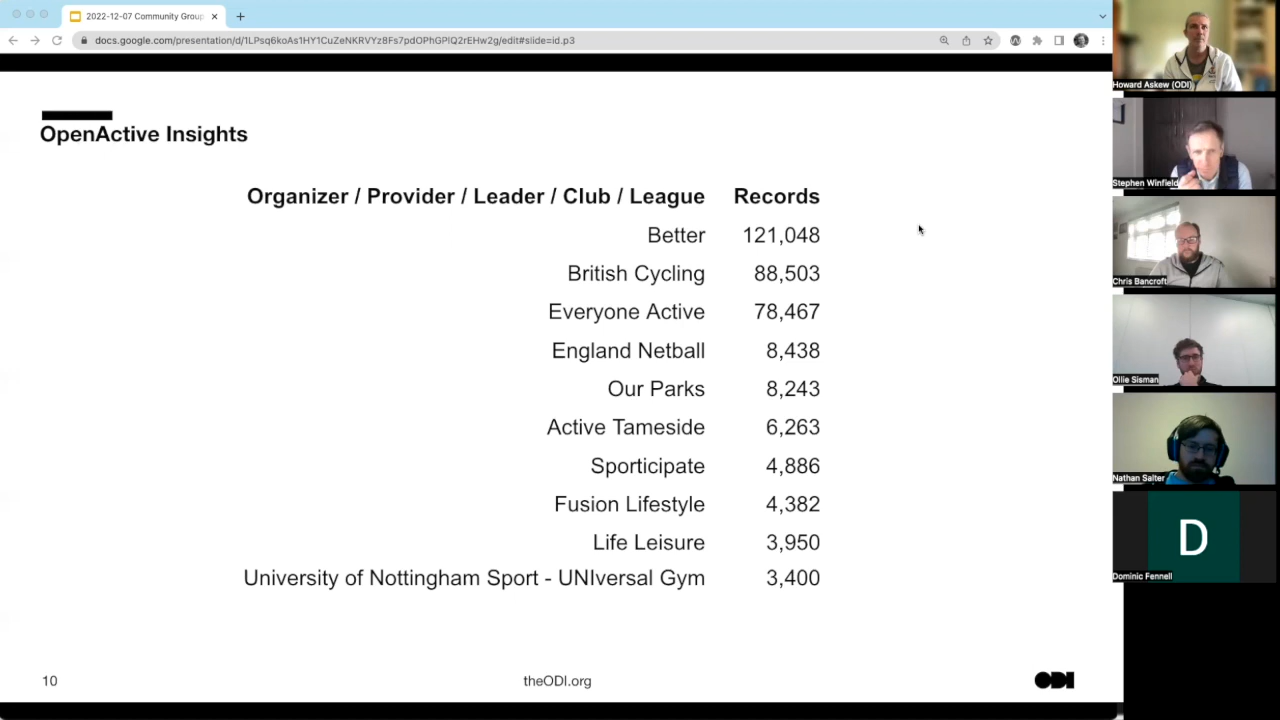 2022-12-07 Community Group
docs.google.com/presentation/d/1LPsq6koAs1HY1CuZeNKRVYz8Fs7pdOPhGPIQ2rEHw2g/edit#slide=id.p3
OpenActive Insights
Organizer / Provider / Leader / Club / League Records
Better 121,048
British Cycling 88,503
Everyone Active 78,467
England Netball 8,438
Our Parks 8,243
Active Tameside 6,263
Sporticipate 4,886
Fusion Lifestyle 4,382
Life Leisure 3,950
University of Nottingham Sport - UNIversal Gym 3,400
10 theODI.org ODI
Howard Askew (ODI)
Stephen Winfield
Chris Bancroft
Ollie Sisman
Nathan Salter
D
Dominic Fennell